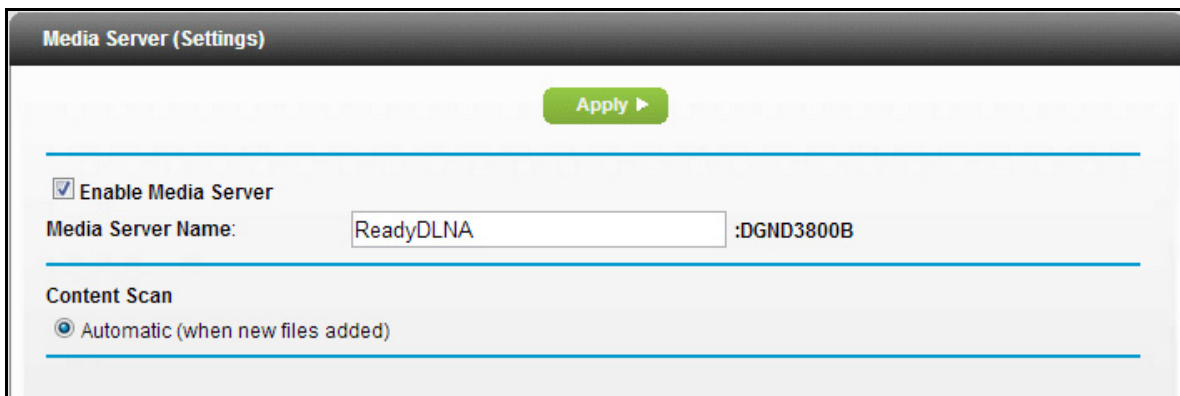 Media Server (Settings)
Apply
Enable Media Server
Media Server Name: ReadyDLNA :DGND3800B
Content Scan
Automatic (when new files added)